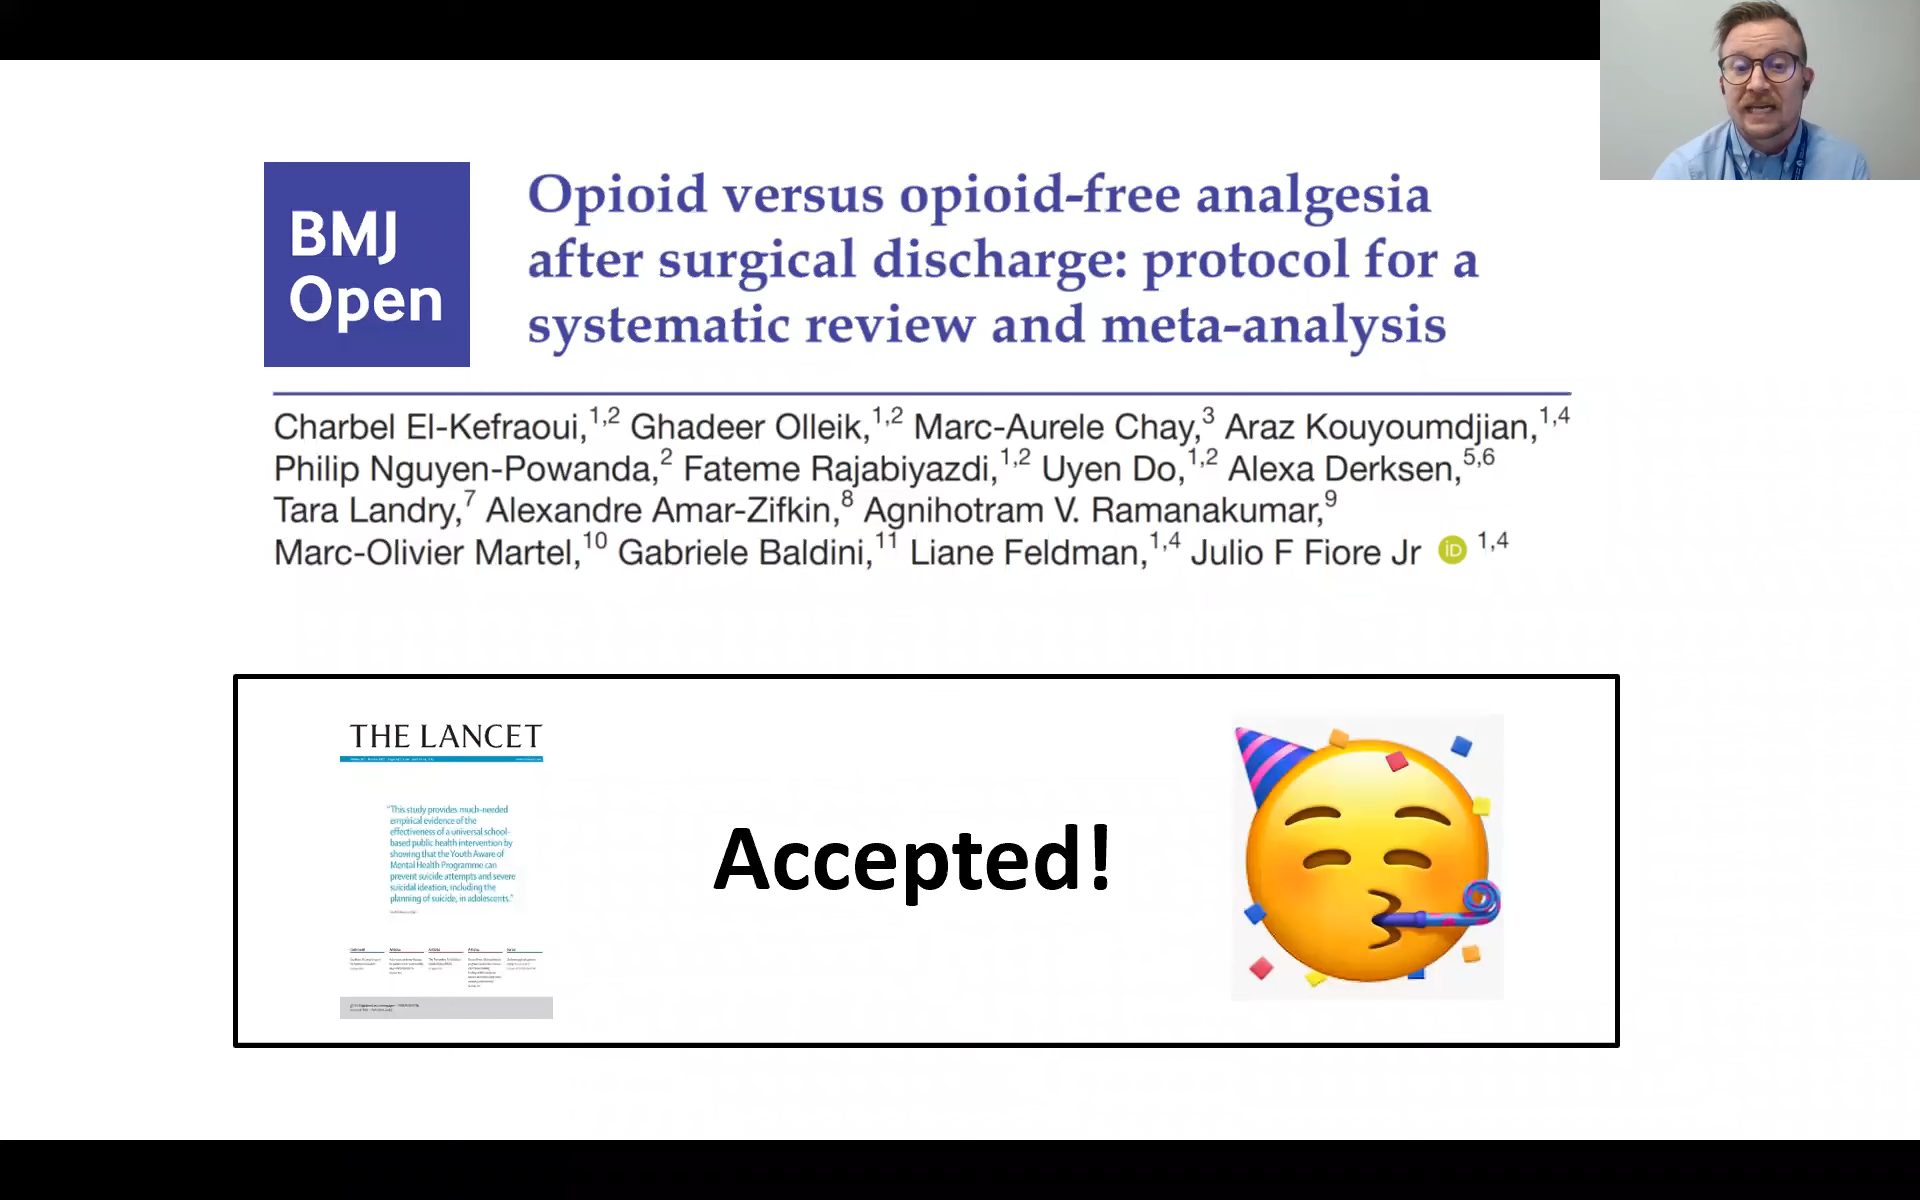 BMJ
Open
Opioid versus opioid-free analgesia
after surgical discharge: protocol for a
systematic review and meta-analysis
Charbel El-Kefraoui,1,2 Ghadeer Olleik,1,2 Marc-Aurele Chay,3 Araz Kouyoumdjian,1,4
Philip Nguyen-Powanda,2 Fateme Rajabiyazdi,1,2 Uyen Do,1,2 Alexa Derksen,5,6
Tara Landry,7 Alexandre Amar-Zifkin,8 Agnihotram V. Ramanakumar,9
Marc-Olivier Martel,10 Gabriele Baldini,11 Liane Feldman,1,4 Julio F Fiore Jr iD 1,4
THE LANCET
"This study provides much-needed
empirical evidence of the
effectiveness of a universal school-
based public health intervention by
showing that the Youth Aware of
Mental Health Programme can
prevent suicide attempts and severe
suicidal ideation, including the
planning of suicide, in adolescents."
Accepted!